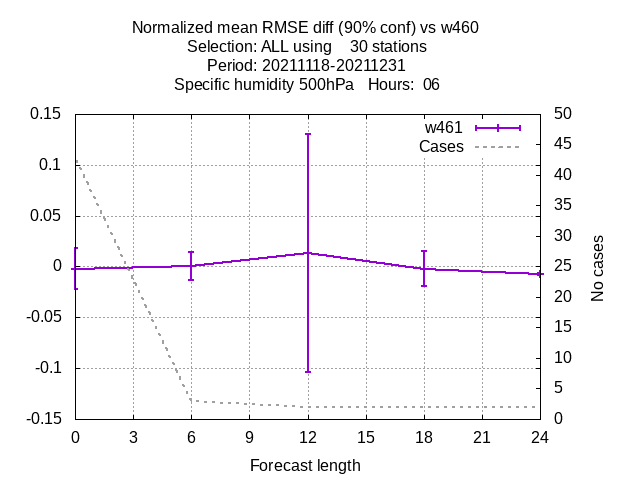 Normalized mean RMSE diff (90% conf) vs w460
Selection: ALL using    30 stations
Period: 20211118-20211231
Specific humidity 500hPa   Hours:  06
w461
Cases
0.15
0.1
0.05
0
-0.05
-0.1
-0.15
50
45
40
35
30
25
20
15
10
5
0
No cases
0 3 6 9 12 15 18 21 24
Forecast length